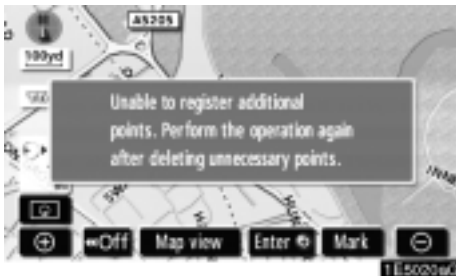 A5205
100yd
Unable to register additional
points. Perform the operation again
after deleting unnecessary points.
Off Map view Enter Mark